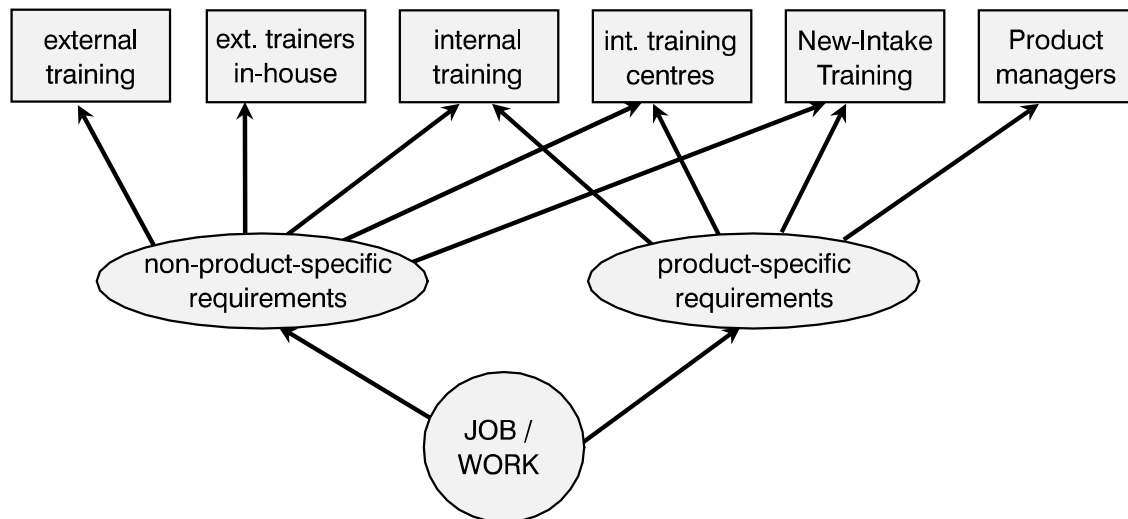 external
training
ext. trainers
in-house
internal
training
int. training
centres
New-Intake
Training
Product
managers
non-product-specific
requirements
product-specific
requirements
JOB /
WORK